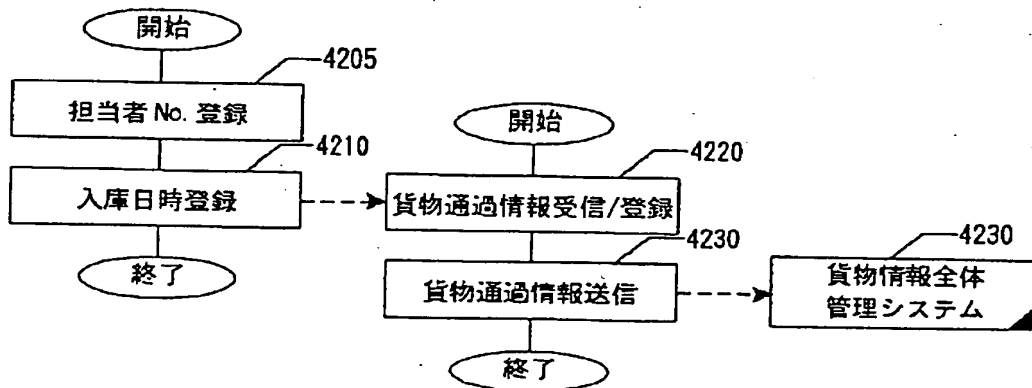 開始
4205
担当者 No. 登録
4210
入庫日時登録
終了
開始
4220
貨物通過情報受信/登録
4230
貨物通過情報送信
終了
4230
貨物情報全体
管理システム